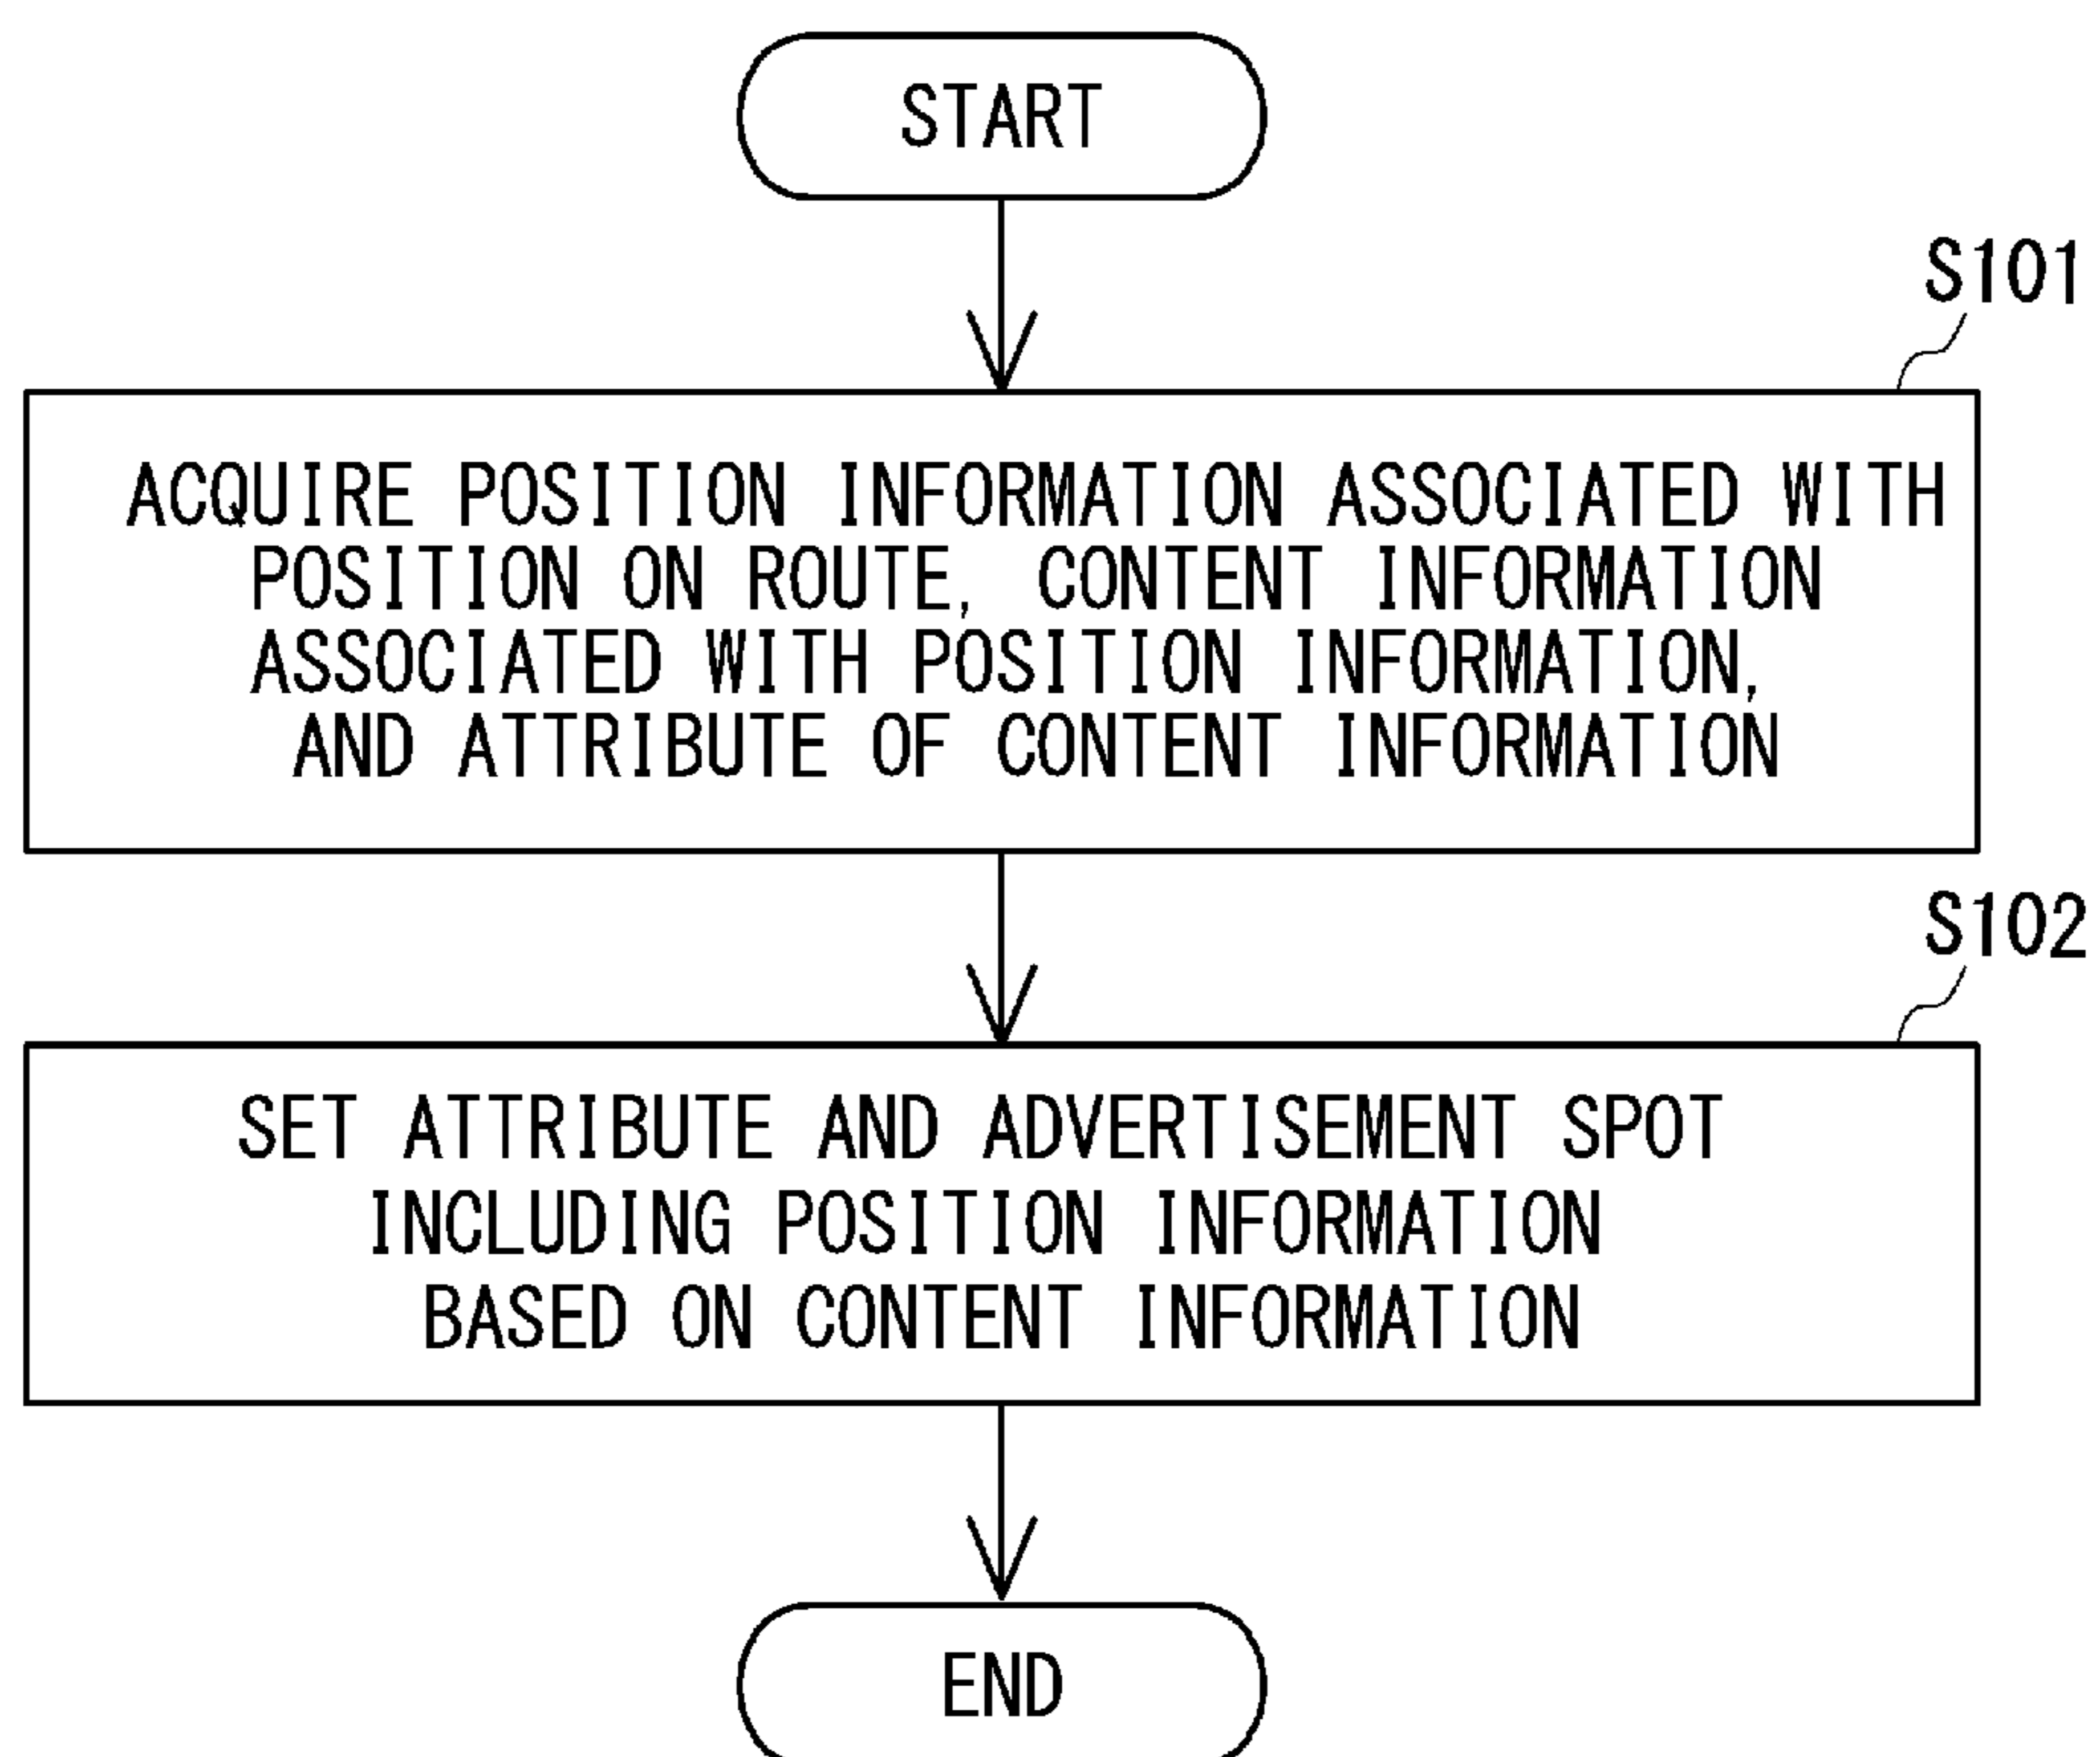 START
S101
ACQUIRE POSITION INFORMATION ASSOCIATED WITH
POSITION ON ROUTE, CONTENT INFORMATION
ASSOCIATED WITH POSITION INFORMATION,
AND ATTRIBUTE OF CONTENT INFORMATION
S102
SET ATTRIBUTE AND ADVERTISEMENT SPOT
INCLUDING POSITION INFORMATION
BASED ON CONTENT INFORMATION
END